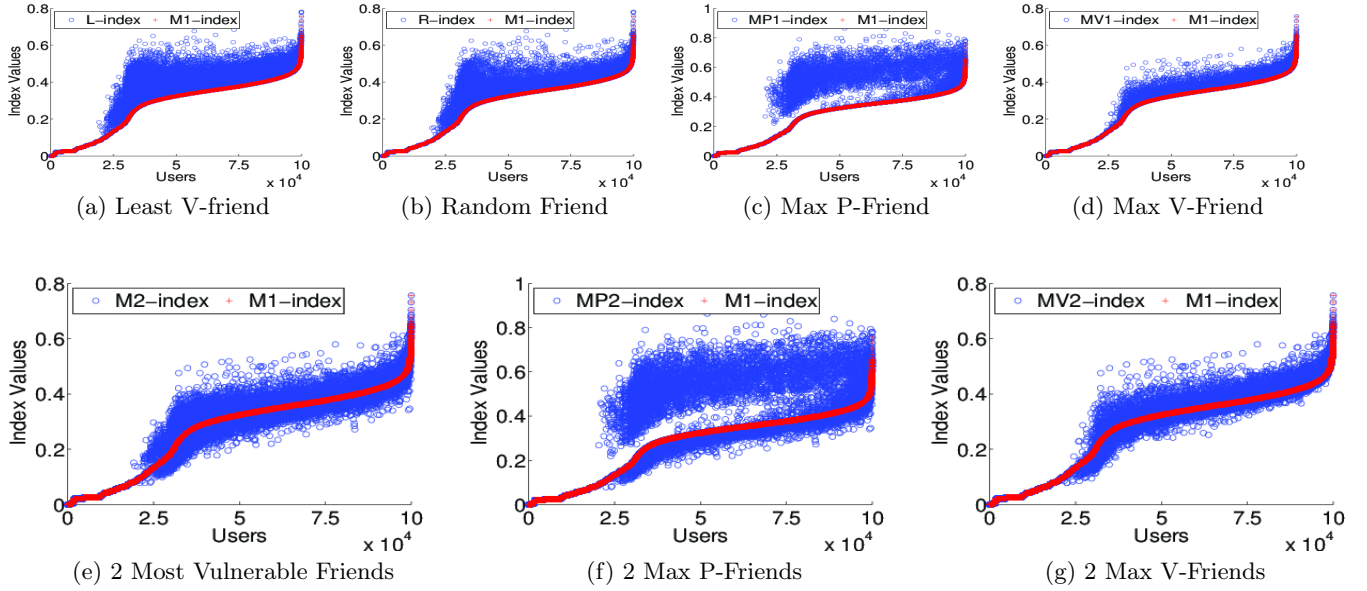 L-index M1-index
Index Values
0.8
0.6
0.4
0.2
0
0 2.5 5 7.5 10
Users
x 10^4
(a) Least V-friend
R-index M1-index
Index Values
0.8
0.6
0.4
0.2
0
0 2.5 5 7.5 10
Users
x 10^4
(b) Random Friend
MP1-index M1-index
Index Values
1
0.8
0.6
0.4
0.2
0
0 2.5 5 7.5 10
Users
x 10^4
(c) Max P-Friend
MV1-index M1-index
Index Values
0.8
0.6
0.4
0.2
0
0 2.5 5 7.5 10
Users
x 10^4
(d) Max V-Friend
M2-index M1-index
Index Values
0.8
0.6
0.4
0.2
0
0 2.5 5 7.5 10
Users
x 10^4
(e) 2 Most Vulnerable Friends
MP2-index M1-index
Index Values
1
0.8
0.6
0.4
0.2
0
0 2.5 5 7.5 10
Users
x 10^4
(f) 2 Max P-Friends
MV2-index M1-index
Index Values
0.8
0.6
0.4
0.2
0
0 2.5 5 7.5 10
Users
x 10^4
(g) 2 Max V-Friends